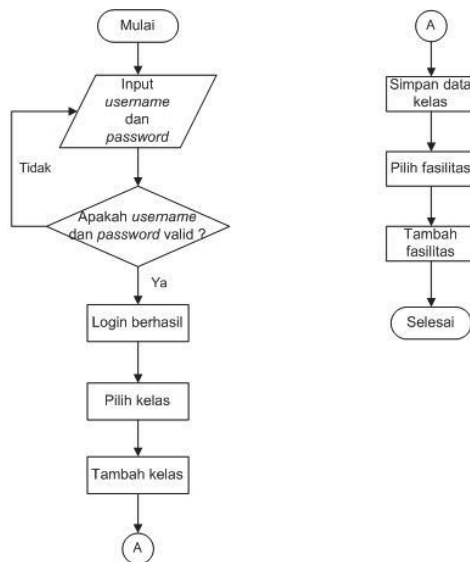 Mulai
Input
username
dan
password
Tidak
Apakah username
dan password valid ?
Ya
Login berhasil
Pilih kelas
Tambah kelas
A
A
Simpan data
kelas
Pilih fasilitas
Tambah
fasilitas
Selesai